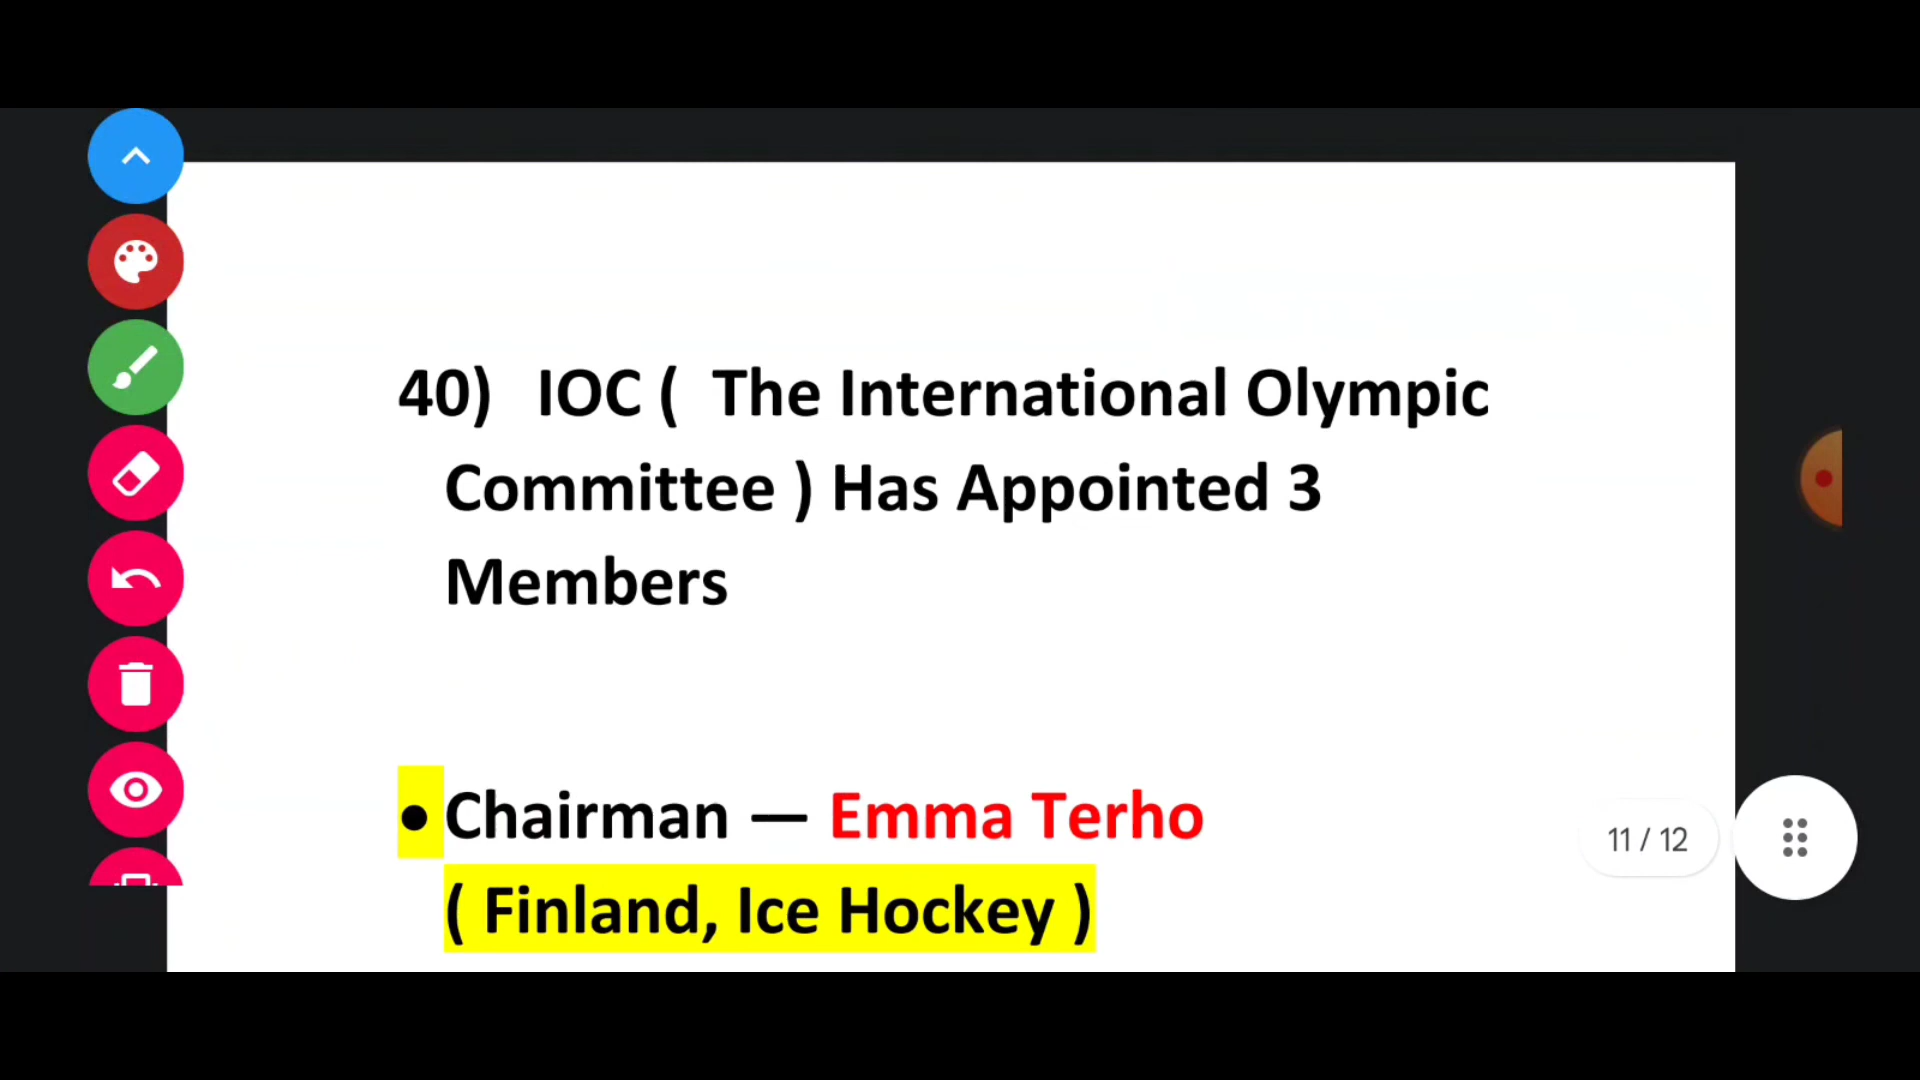 40) IOC ( The International Olympic
Committee ) Has Appointed 3
Members
• Chairman — Emma Terho
( Finland, Ice Hockey )
11 / 12